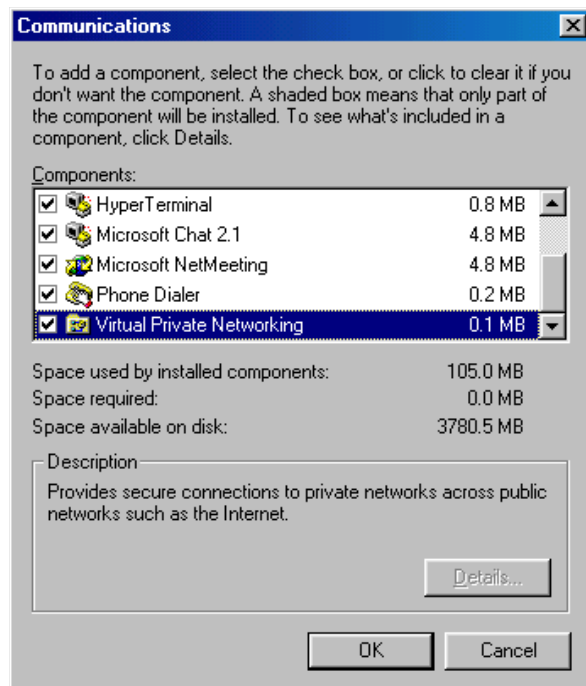 Communications
To add a component, select the check box, or click to clear it if you
don't want the component. A shaded box means that only part of
the component will be installed. To see what's included in a
component, click Details.
Components:
HyperTerminal 0.8 MB
Microsoft Chat 2.1 4.8 MB
Microsoft NetMeeting 4.8 MB
Phone Dialer 0.2 MB
Virtual Private Networking 0.1 MB
Space used by installed components: 105.0 MB
Space required: 0.0 MB
Space available on disk: 3780.5 MB
Description
Provides secure connections to private networks across public
networks such as the Internet.
Details...
OK Cancel